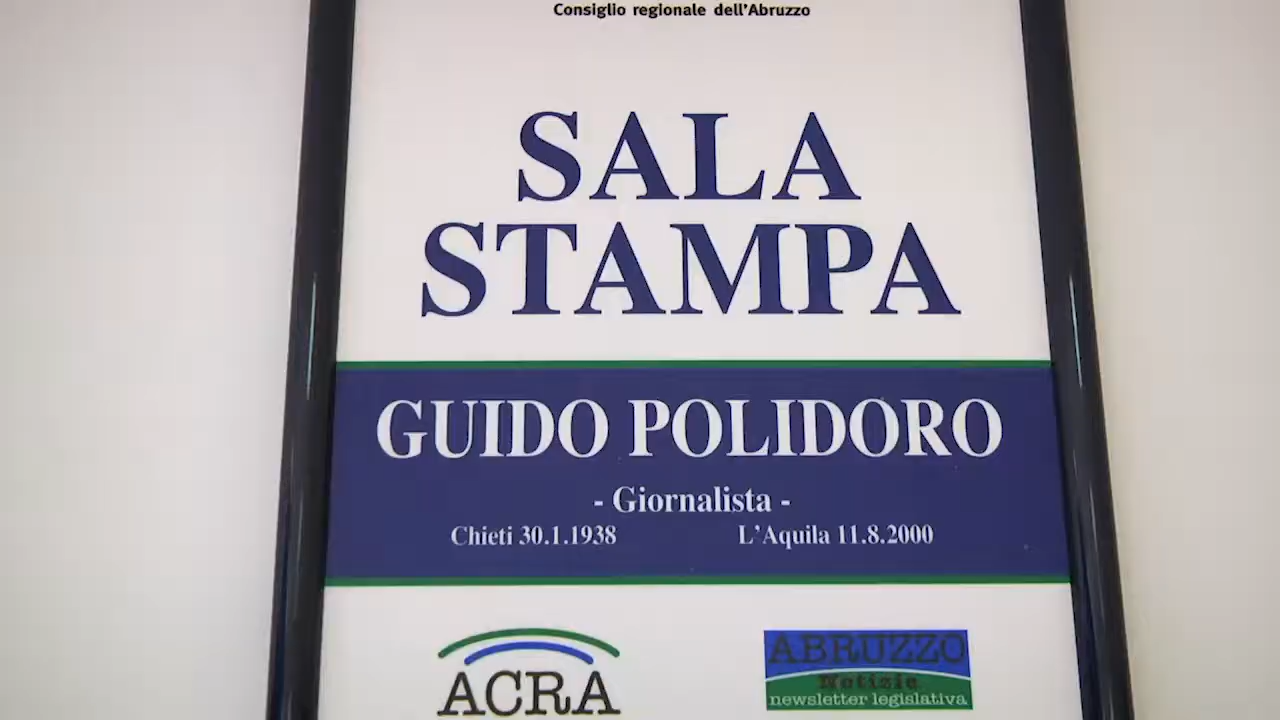 Consiglio regionale dell'Abruzzo
SALA
STAMPA
GUIDO POLIDORO
- Giornalista -
Chieti 30.1.1938 L'Aquila 11.8.2000
ACRA
ABRUZZO
Notizie
newsletter legislativa